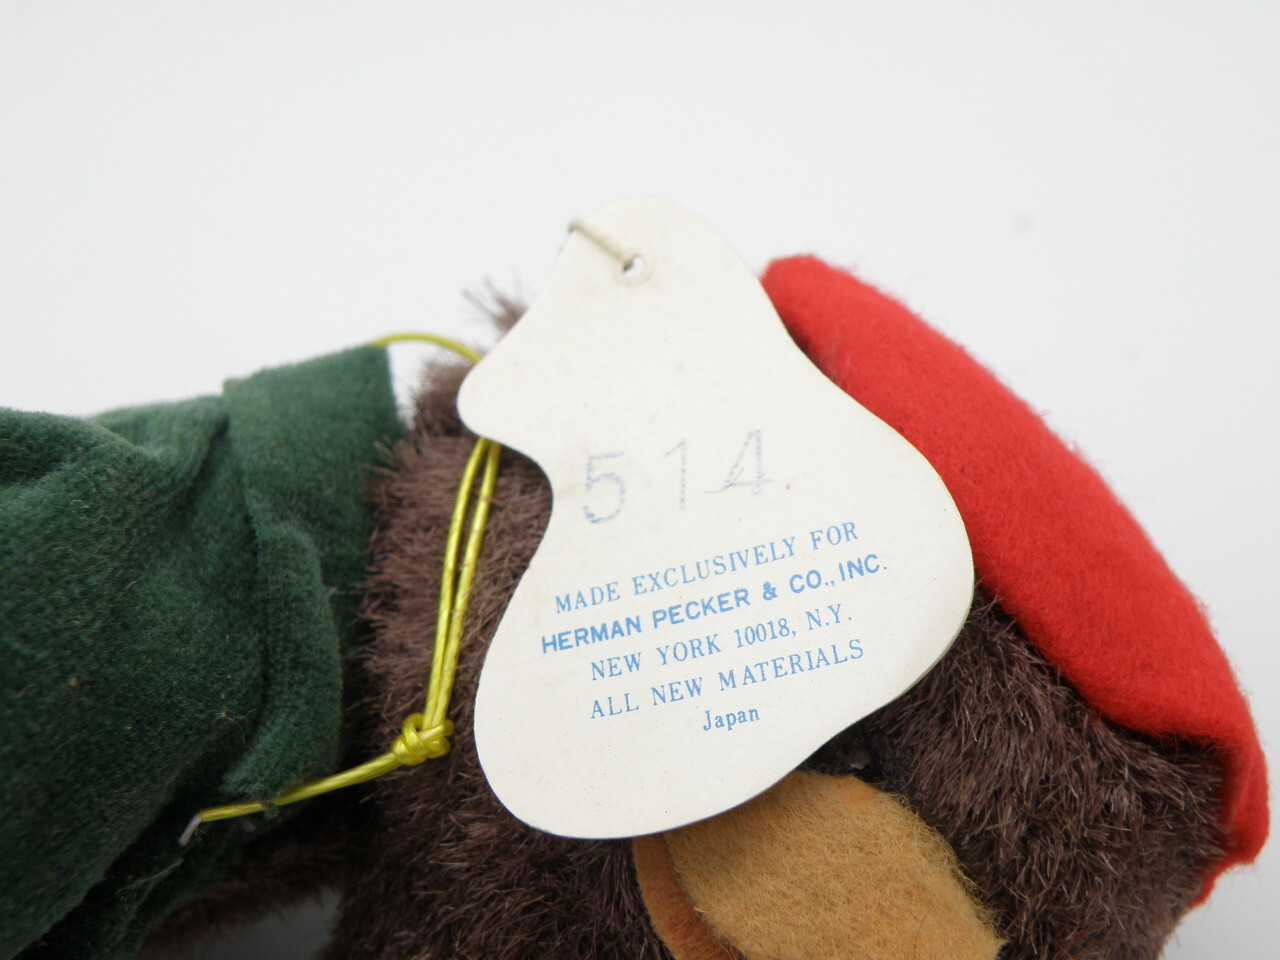 514
MADE EXCLUSIVELY FOR
HERMAN PECKER & CO., INC.
NEW YORK 10018, N.Y.
ALL NEW MATERIALS
Japan